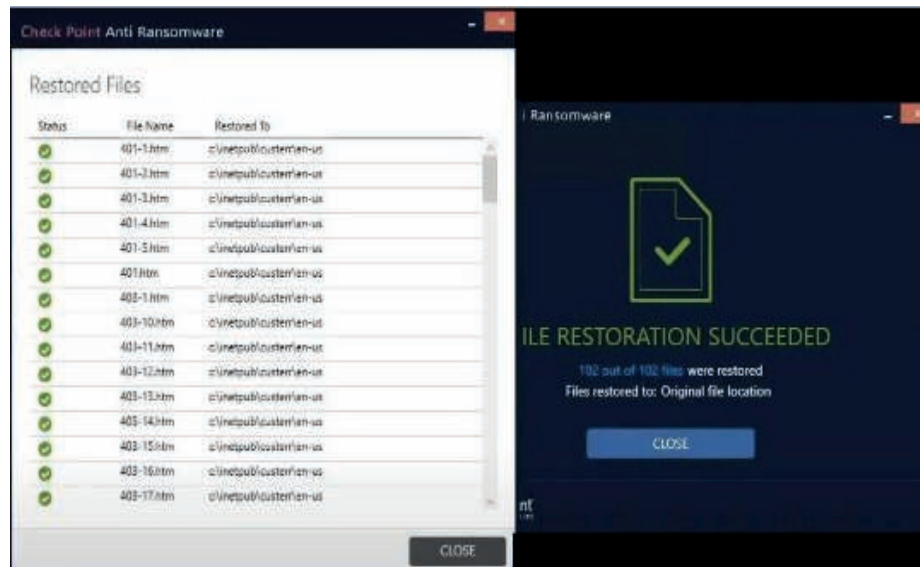 Check Point Anti Ransomware
Restored Files
Status File Name Restored To
401-1.htm c:\inetpub\custerr\en-us
401-2.htm c:\inetpub\custerr\en-us
401-3.htm c:\inetpub\custerr\en-us
401-4.htm c:\inetpub\custerr\en-us
401-5.htm c:\inetpub\custerr\en-us
401.htm c:\inetpub\custerr\en-us
403-1.htm c:\inetpub\custerr\en-us
403-10.htm c:\inetpub\custerr\en-us
403-11.htm c:\inetpub\custerr\en-us
403-12.htm c:\inetpub\custerr\en-us
403-13.htm c:\inetpub\custerr\en-us
403-14.htm c:\inetpub\custerr\en-us
403-15.htm c:\inetpub\custerr\en-us
403-16.htm c:\inetpub\custerr\en-us
403-17.htm c:\inetpub\custerr\en-us
CLOSE
i Ransomware
ILE RESTORATION SUCCEEDED
102 out of 102 files were restored
Files restored to: Original file location
CLOSE
nt